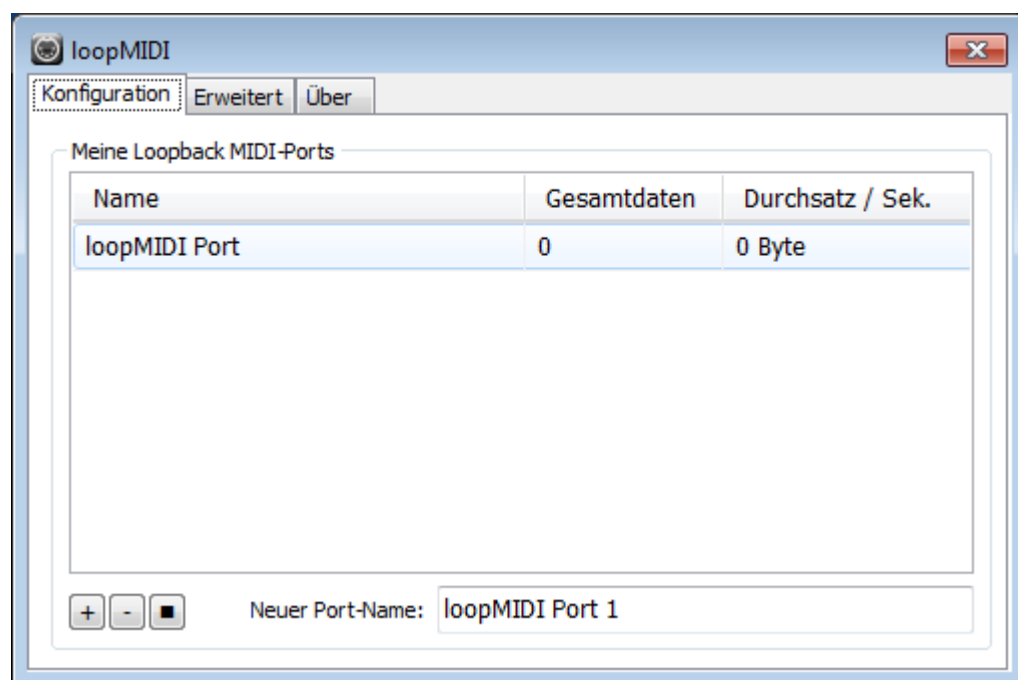 loopMIDI
Konfiguration Erweitert Über
Meine Loopback MIDI-Ports
Name Gesamtdaten Durchsatz / Sek.
loopMIDI Port 0 0 Byte
+ - ■ Neuer Port-Name: loopMIDI Port 1